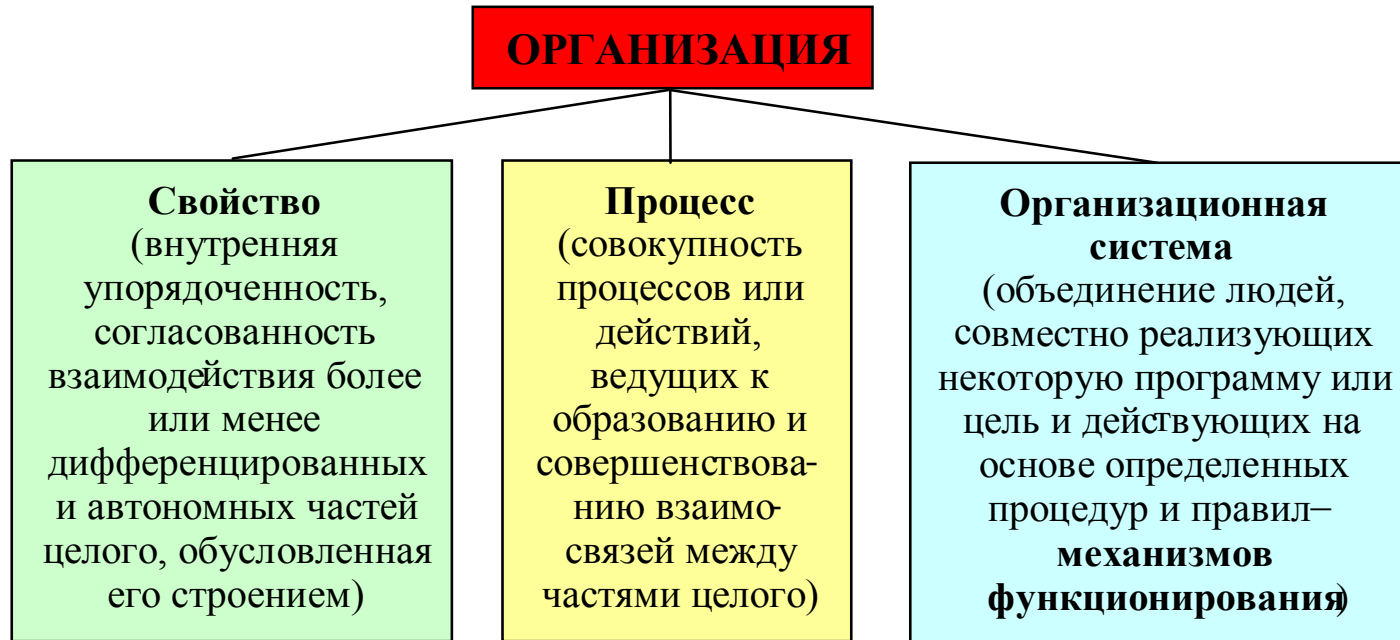 ОРГАНИЗАЦИЯ
Свойство
(внутренняя
упорядоченность,
согласованность
взаимодействия более
или менее
дифференцированных
и автономных частей
целого, обусловленная
его строением)
Процесс
(совокупность
процессов или
действий,
ведущих к
образованию и
совершенствова-
нию взаимо-
связей между
частями целого)
Организационная
система
(объединение людей,
совместно реализующих
некоторую программу или
цель и действующих на
основе определенных
процедур и правил–
механизмов
функционирования)